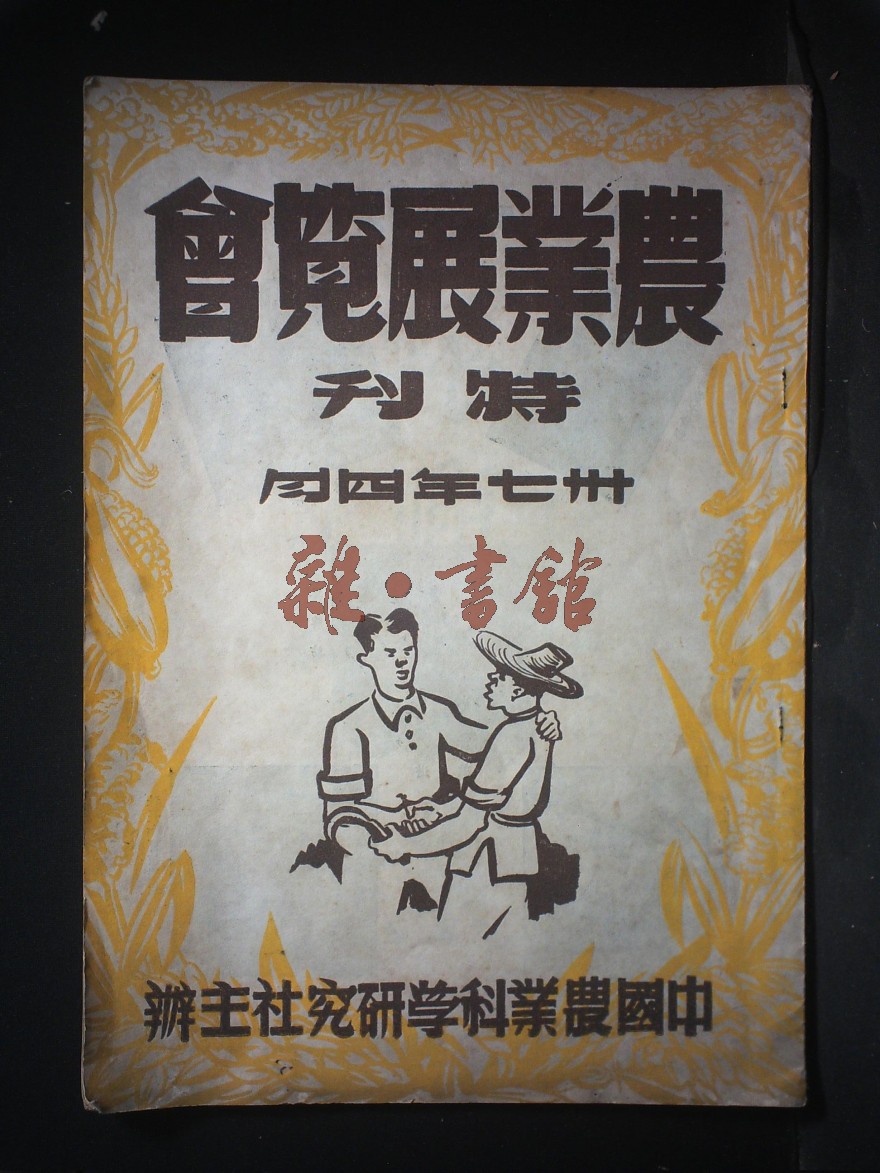 農業展覽會
特刊
卅七年四月
雜·書館
中國農業科学研究社主辦